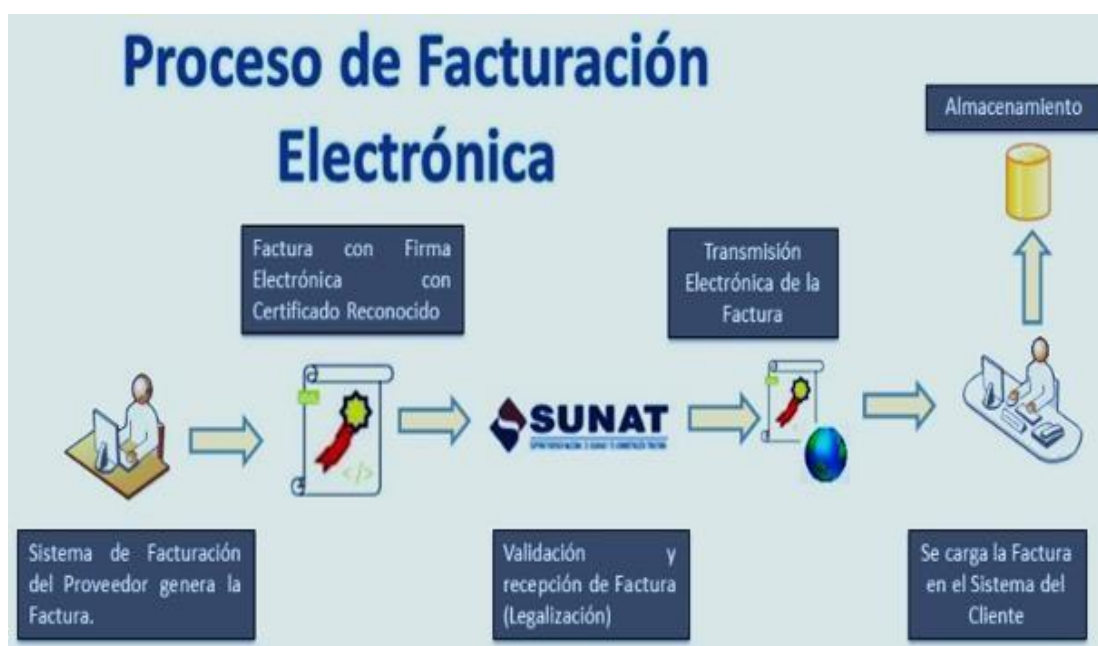 Proceso de Facturación
Electrónica
Almacenamiento
Factura con Firma
Electrónica con
Certificado Reconocido
Transmisión
Electrónica de la
Factura
SUNAT
Sistema de Facturación
del Proveedor genera la
Factura.
Validación y
recepción de Factura
(Legalización)
Se carga la Factura
en el Sistema del
Cliente